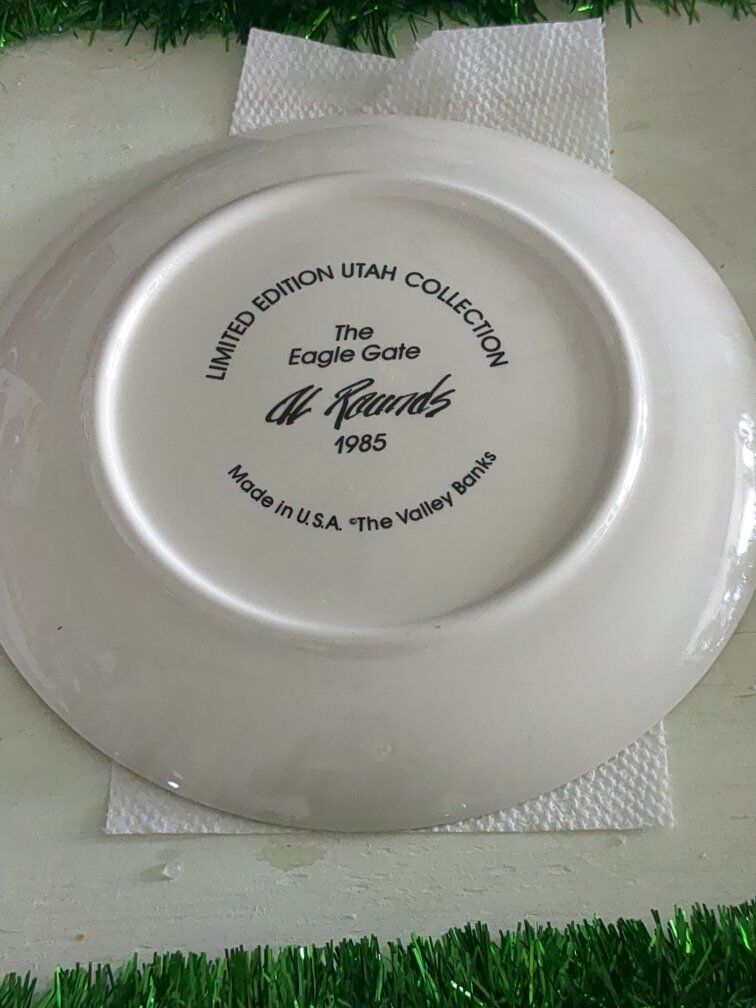 LIMITED EDITION UTAH COLLECTION
The
Eagle Gate
Al Rounds
1985
Made in U.S.A. ©The Valley Banks